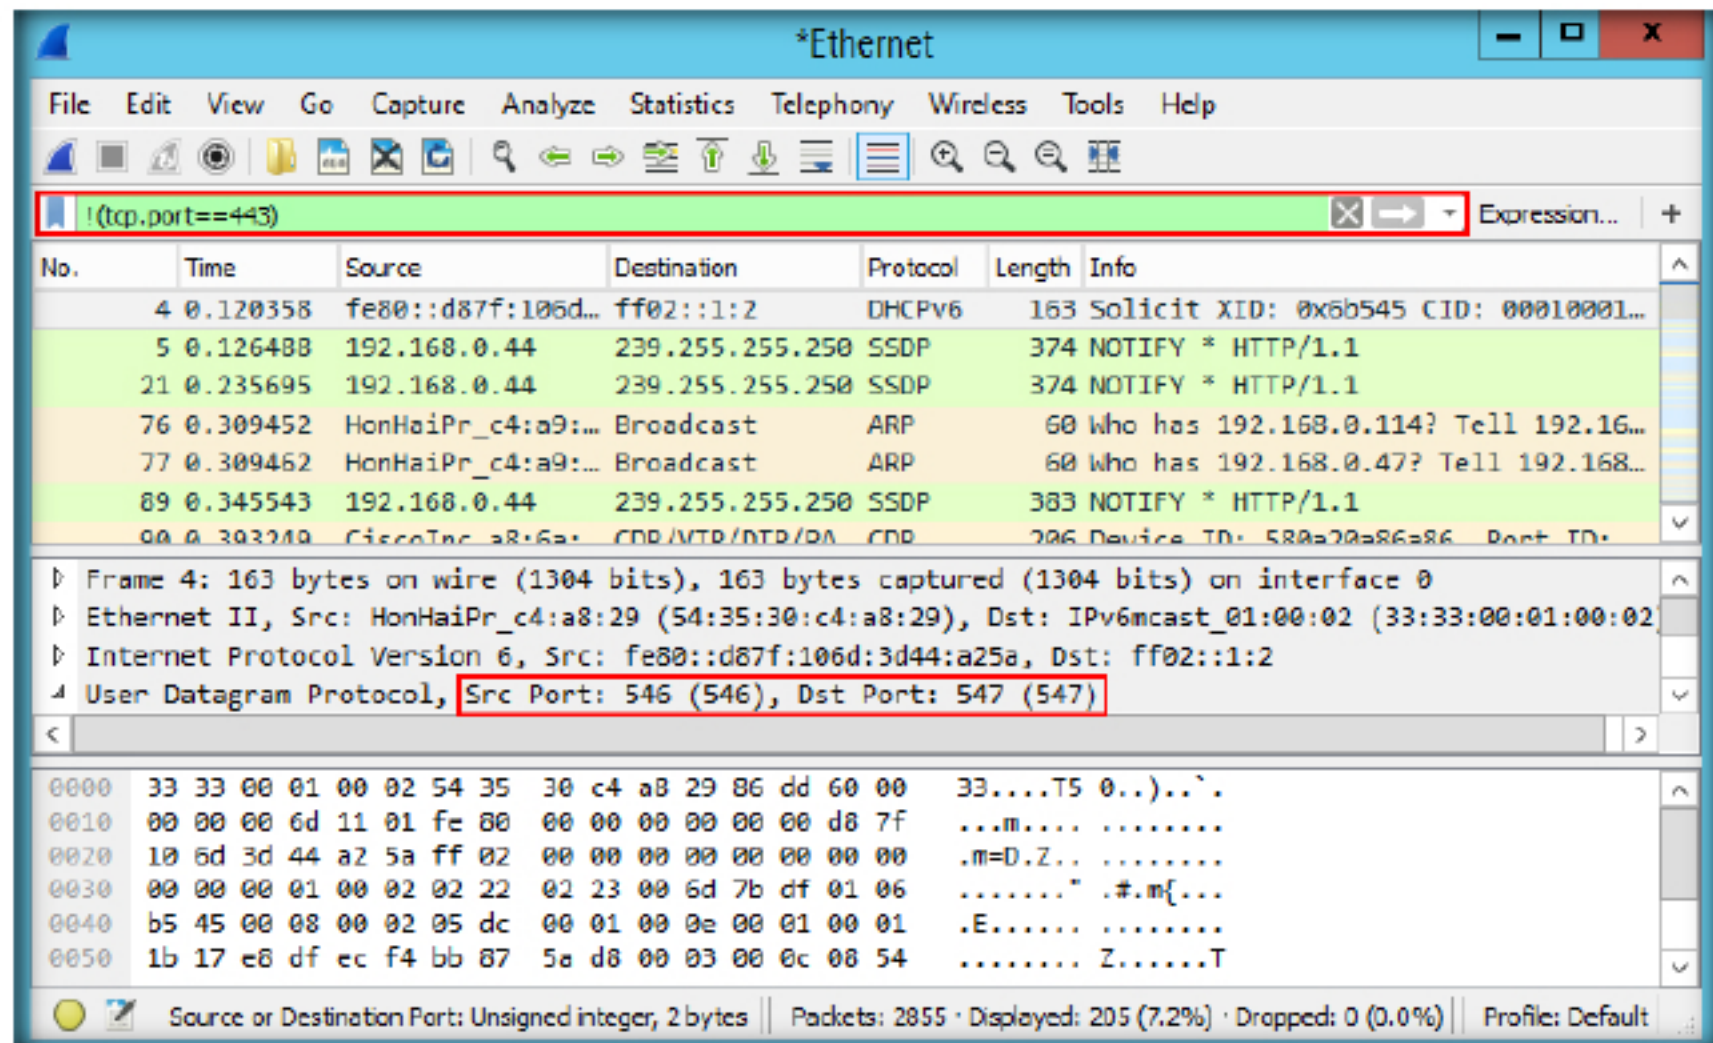 *Ethernet
File Edit View Go Capture Analyze Statistics Telephony Wireless Tools Help
!(tcp.port==443) Expression... +
No. Time Source Destination Protocol Length Info
4 0.120358 fe80::d87f:106d… ff02::1:2 DHCPv6 163 Solicit XID: 0x6b545 CID: 00010001…
5 0.126488 192.168.0.44 239.255.255.250 SSDP 374 NOTIFY * HTTP/1.1
21 0.235695 192.168.0.44 239.255.255.250 SSDP 374 NOTIFY * HTTP/1.1
76 0.309452 HonHaiPr_c4:a9:… Broadcast ARP 60 Who has 192.168.0.114? Tell 192.16…
77 0.309462 HonHaiPr_c4:a9:… Broadcast ARP 60 Who has 192.168.0.47? Tell 192.168…
89 0.345543 192.168.0.44 239.255.255.250 SSDP 383 NOTIFY * HTTP/1.1
90 0.393249 CiscoInc_a8:6a: CDP/VTP/DTP/PA CDP 206 Device ID: 580a20a86a86 Port ID:
Frame 4: 163 bytes on wire (1304 bits), 163 bytes captured (1304 bits) on interface 0
Ethernet II, Src: HonHaiPr_c4:a8:29 (54:35:30:c4:a8:29), Dst: IPv6mcast_01:00:02 (33:33:00:01:00:02)
Internet Protocol Version 6, Src: fe80::d87f:106d:3d44:a25a, Dst: ff02::1:2
User Datagram Protocol, Src Port: 546 (546), Dst Port: 547 (547)
0000 33 33 00 01 00 02 54 35 30 c4 a8 29 86 dd 60 00 33....T5 0..)..`.
0010 00 00 00 6d 11 01 fe 80 00 00 00 00 00 00 d8 7f ...m.... ........
0020 10 6d 3d 44 a2 5a ff 02 00 00 00 00 00 00 00 00 .m=D.Z.. ........
0030 00 00 00 01 00 02 02 22 02 23 00 6d 7b df 01 06 ......." .#.m{...
0040 b5 45 00 08 00 02 05 dc 00 01 00 0e 00 01 00 01 .E...... ........
0050 1b 17 e8 df ec f4 bb 87 5a d8 00 03 00 0c 08 54 ........ Z......T
Source or Destination Port: Unsigned integer, 2 bytes Packets: 2855 · Displayed: 205 (7.2%) · Dropped: 0 (0.0%) Profile: Default